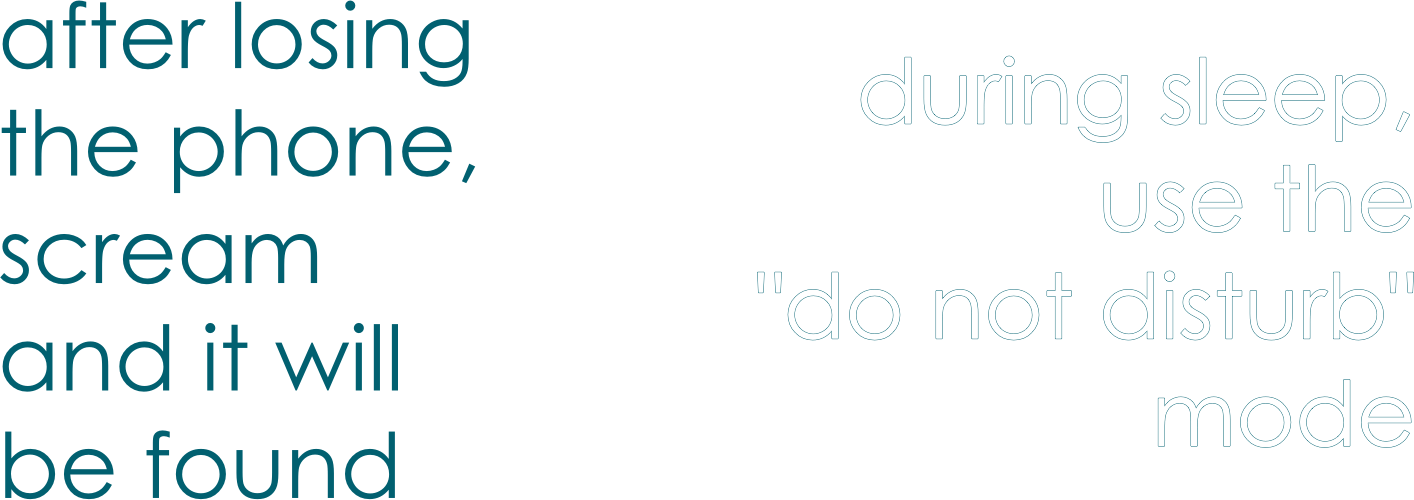 after losing
the phone,
scream
and it will
be found
during sleep,
use the
"do not disturb"
mode